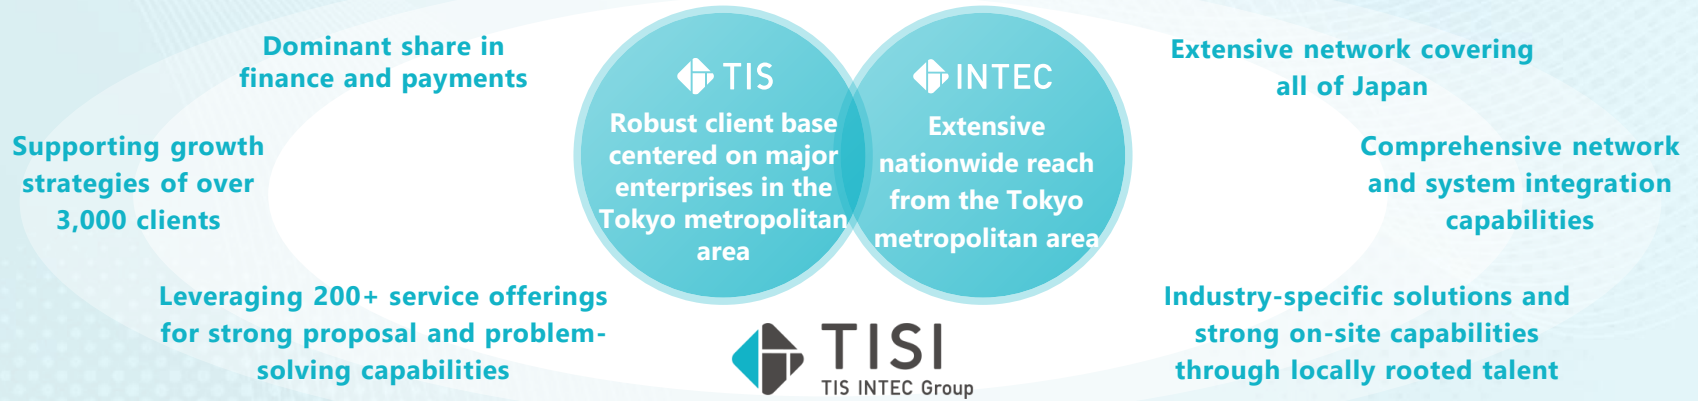 Dominant share in
finance and payments
Supporting growth
strategies of over
3,000 clients
Leveraging 200+ service offerings
for strong proposal and problem-
solving capabilities
TIS
Robust client base
centered on major
enterprises in the
Tokyo metropolitan
area
INTEC
Extensive
nationwide reach
from the Tokyo
metropolitan area
TISI
TIS INTEC Group
Extensive network covering
all of Japan
Comprehensive network
and system integration
capabilities
Industry-specific solutions and
strong on-site capabilities
through locally rooted talent